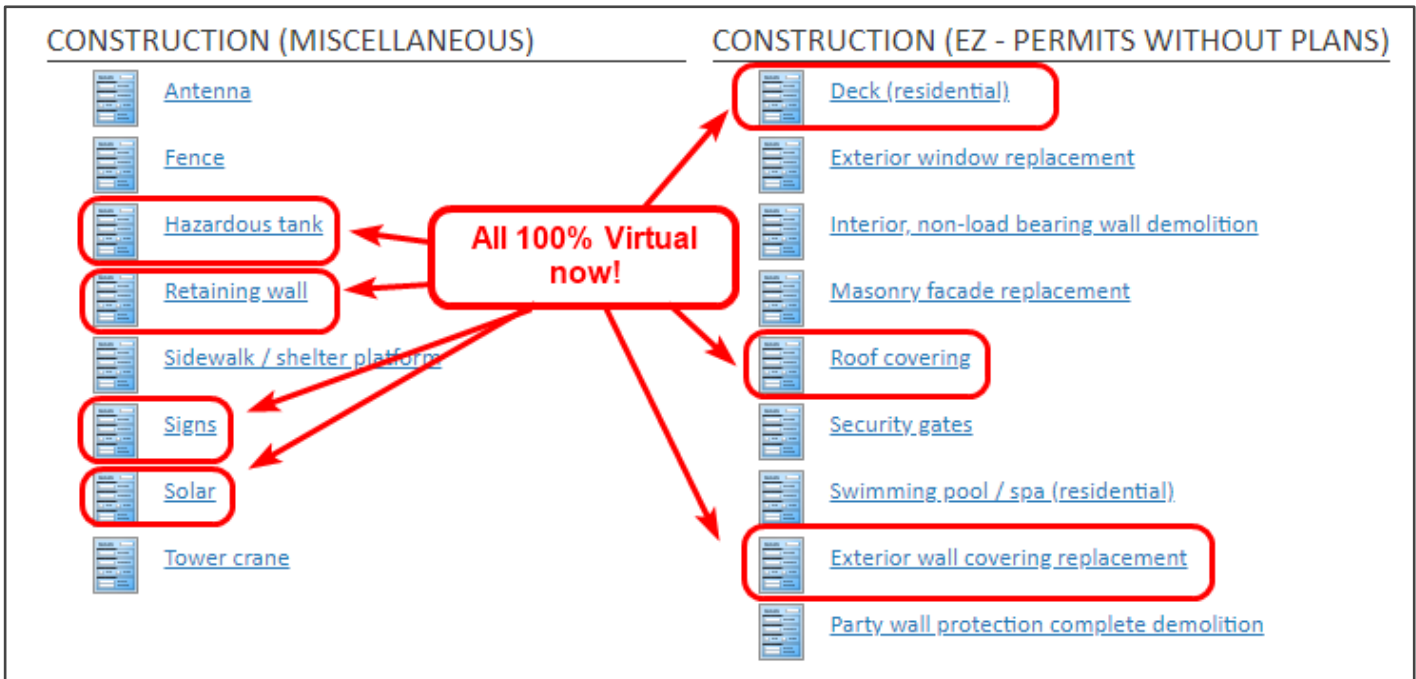 CONSTRUCTION (MISCELLANEOUS)
Antenna
Fence
Hazardous tank
Retaining wall
Sidewalk / shelter platform
Signs
Solar
Tower crane
All 100% Virtual
now!
CONSTRUCTION (EZ - PERMITS WITHOUT PLANS)
Deck (residential)
Exterior window replacement
Interior, non-load bearing wall demolition
Masonry facade replacement
Roof covering
Security gates
Swimming pool / spa (residential)
Exterior wall covering replacement
Party wall protection complete demolition